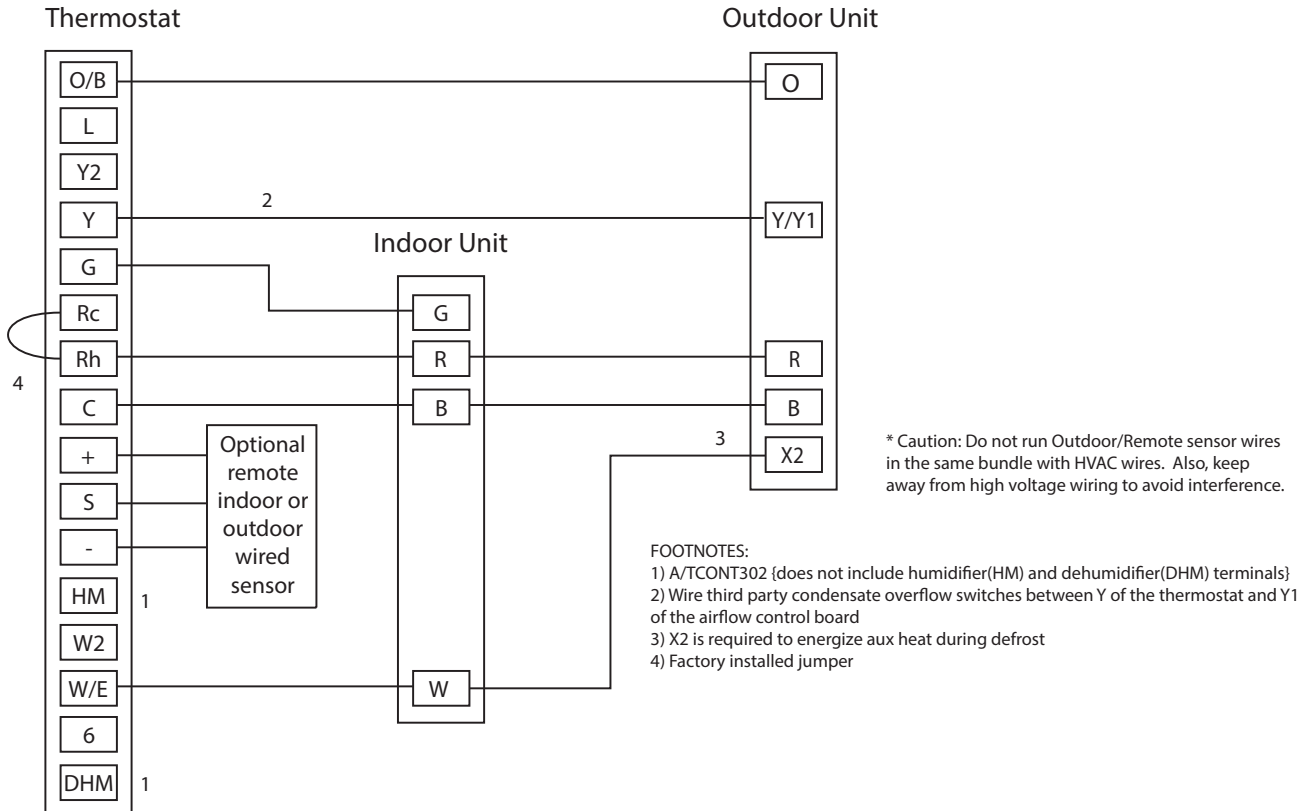 Thermostat
O/B
L
Y2
Y
G
Rc
Rh
C
+
S
-
HM
W2
W/E
6
DHM
1
1
2
3
4
Optional
remote
indoor or
outdoor
wired
sensor
Indoor Unit
G
R
B
W
Outdoor Unit
O
Y/Y1
R
B
X2
* Caution: Do not run Outdoor/Remote sensor wires
in the same bundle with HVAC wires. Also, keep
away from high voltage wiring to avoid interference.
FOOTNOTES:
1) A/TCONT302 {does not include humidifier(HM) and dehumidifier(DHM) terminals}
2) Wire third party condensate overflow switches between Y of the thermostat and Y1
of the airflow control board
3) X2 is required to energize aux heat during defrost
4) Factory installed jumper